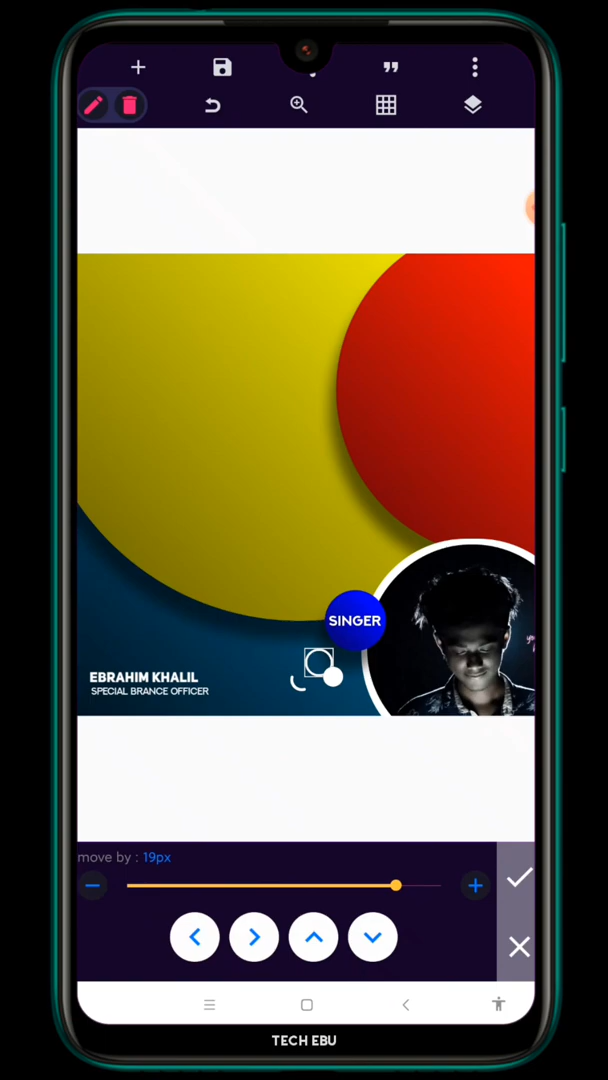 SINGER
EBRAHIM KHALIL
SPECIAL BRANCE OFFICER
move by : 19px
TECH EBU